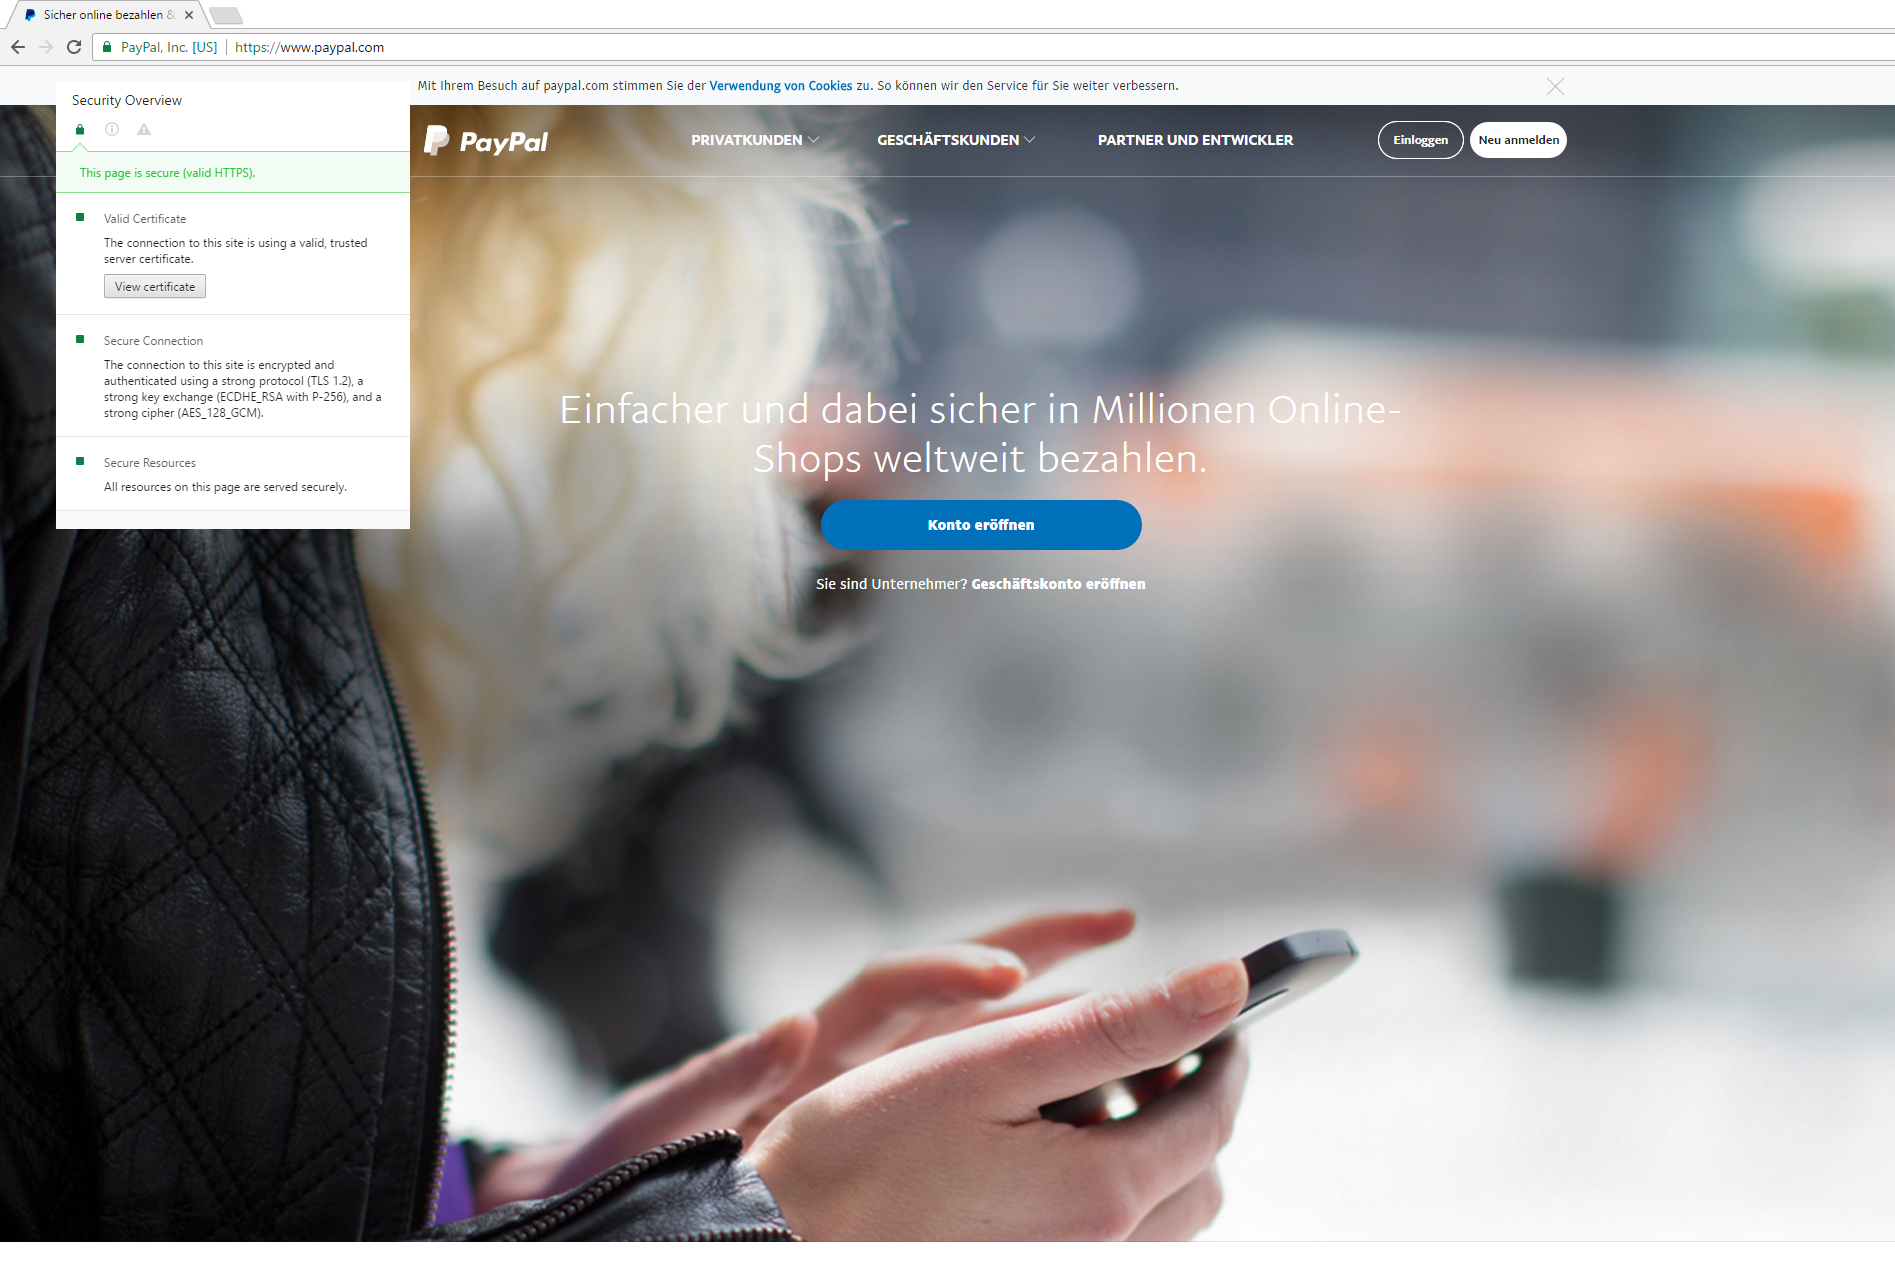 Sicher online bezahlen &
PayPal, Inc. [US] https://www.paypal.com
Mit Ihrem Besuch auf paypal.com stimmen Sie der Verwendung von Cookies zu. So können wir den Service für Sie weiter verbessern.
Security Overview
This page is secure (valid HTTPS).
Valid Certificate
The connection to this site is using a valid, trusted
server certificate.
View certificate
Secure Connection
The connection to this site is encrypted and
authenticated using a strong protocol (TLS 1.2), a
strong key exchange (ECDHE_RSA with P-256), and a
strong cipher (AES_128_GCM).
Secure Resources
All resources on this page are served securely.
PayPal
PRIVATKUNDEN
GESCHÄFTSKUNDEN
PARTNER UND ENTWICKLER
Einloggen
Neu anmelden
Einfacher und dabei sicher in Millionen Online-
Shops weltweit bezahlen.
Konto eröffnen
Sie sind Unternehmer? Geschäftskonto eröffnen